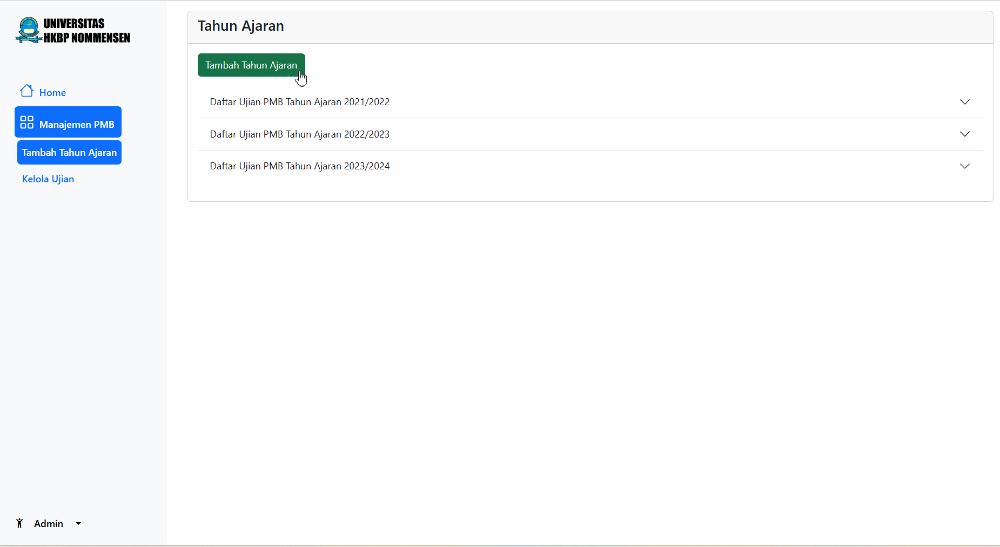 UNIVERSITAS
HKBP NOMMENSEN
Home
Manajemen PMB
Tambah Tahun Ajaran
Kelola Ujian
Admin
Tahun Ajaran
Tambah Tahun Ajaran
Daftar Ujian PMB Tahun Ajaran 2021/2022
Daftar Ujian PMB Tahun Ajaran 2022/2023
Daftar Ujian PMB Tahun Ajaran 2023/2024